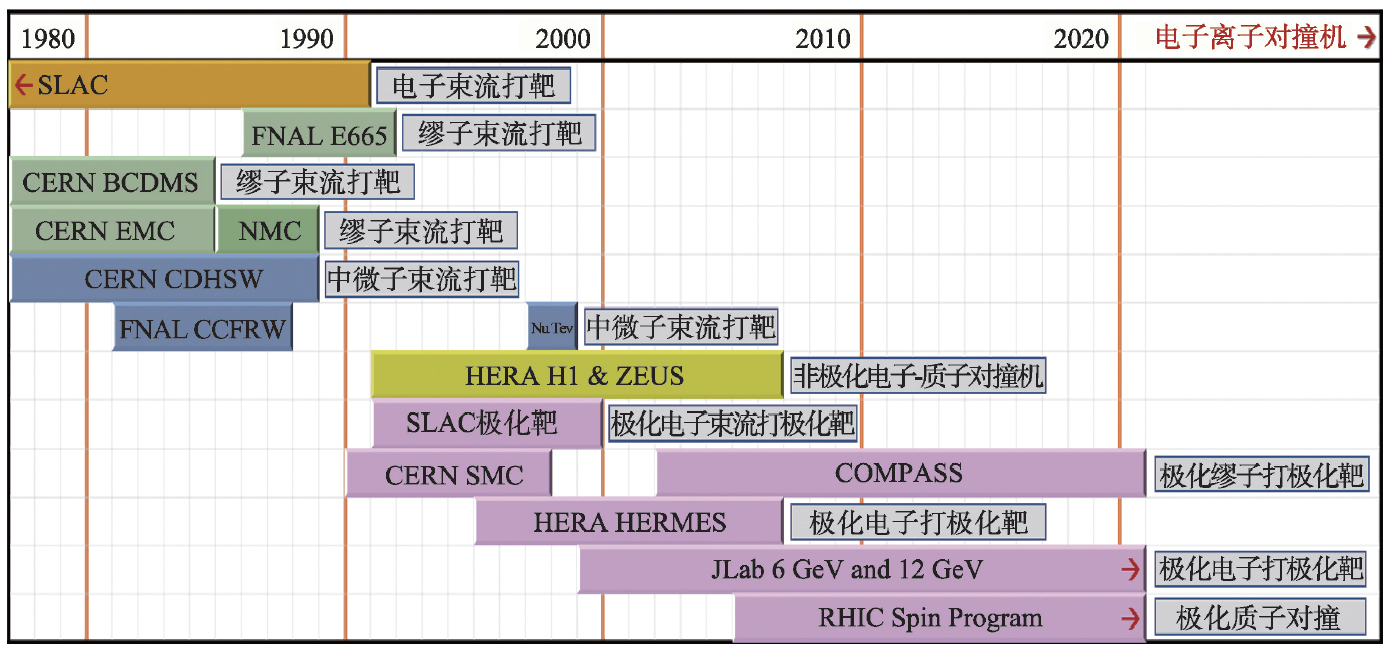 1980 1990 2000 2010 2020 电子离子对撞机 →
← SLAC 电子束流打靶
FNAL E665 缪子束流打靶
CERN BCDMS 缪子束流打靶
CERN EMC NMC 缪子束流打靶
CERN CDHSW 中微子束流打靶
FNAL CCFRW NuTev 中微子束流打靶
HERA H1 & ZEUS 非极化电子-质子对撞机
SLAC极化靶 极化电子束流打极化靶
CERN SMC COMPASS 极化缪子打极化靶
HERA HERMES 极化电子打极化靶
JLab 6 GeV and 12 GeV → 极化电子打极化靶
RHIC Spin Program → 极化质子对撞